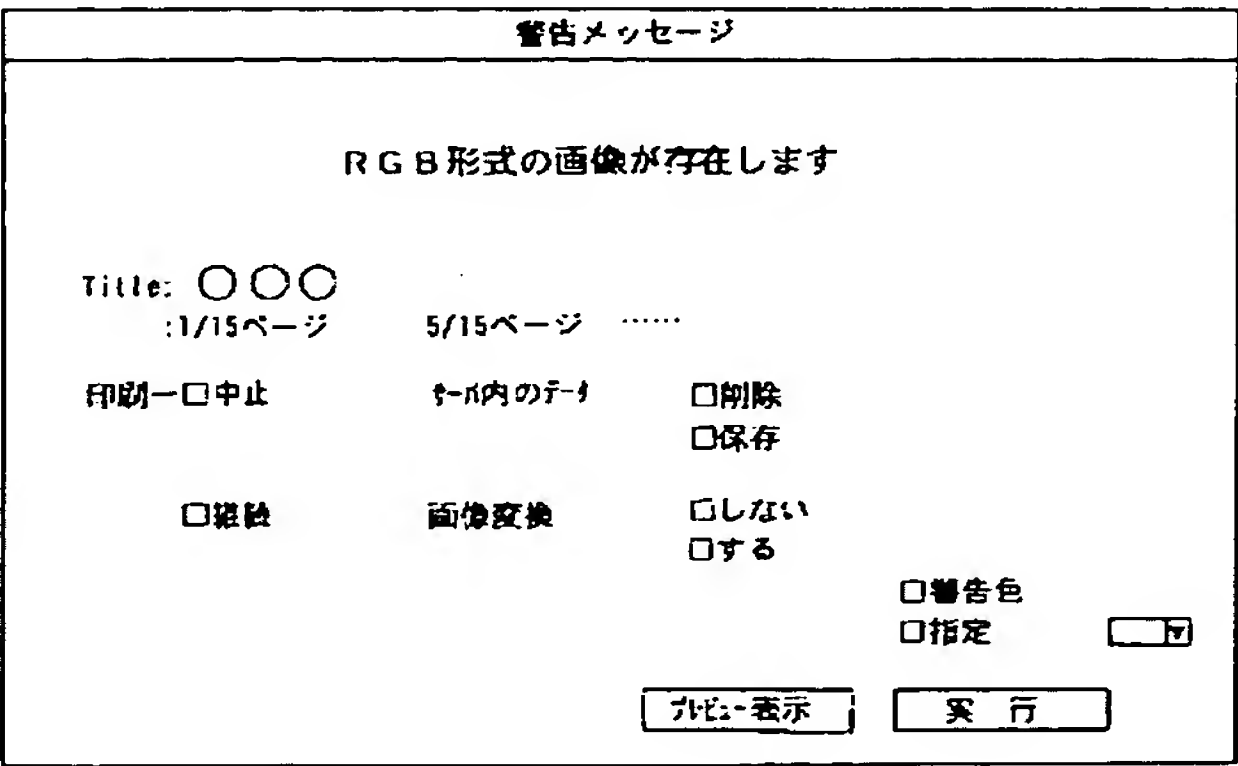 警告メッセージ
RGB形式の画像が存在します
Title: ○○○
:1/15ページ 5/15ページ ……
印刷ー□中止 サーバ内のデータ □削除
□保存
□継続 画像変換 □しない
□する
□警告色
□指定
プレビュー表示 実 行